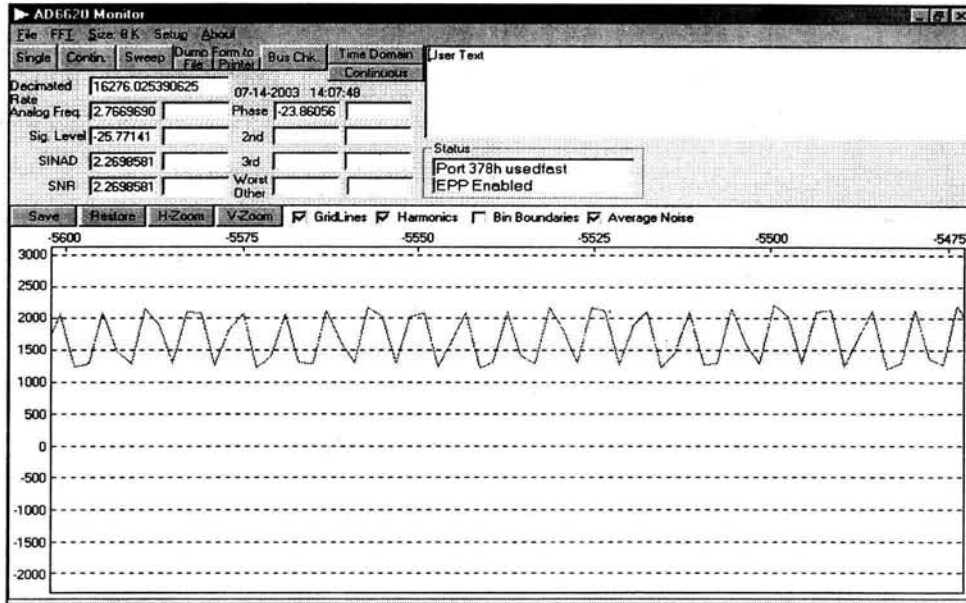 AD6620 Monitor
File FFT Size: 8 K Setup About
Single Contin. Sweep Dump File Form to Printer Bus Chk. Time Domain Continuous
User Text
Decimated Rate 16276.025390625
07-14-2003 14:07:48
Analog Freq. 2.7669690 Phase -23.86056
Sig. Level -25.77141 2nd
SINAD 2.2698581 3rd
SNR 2.2698581 Worst Other
Status
Port 378h usedfast
EPP Enabled
Save Restore H-Zoom V-Zoom GridLines Harmonics Bin Boundaries Average Noise
-5600 -5575 -5550 -5525 -5500 -5475
3000
2500
2000
1500
1000
500
0
-500
-1000
-1500
-2000